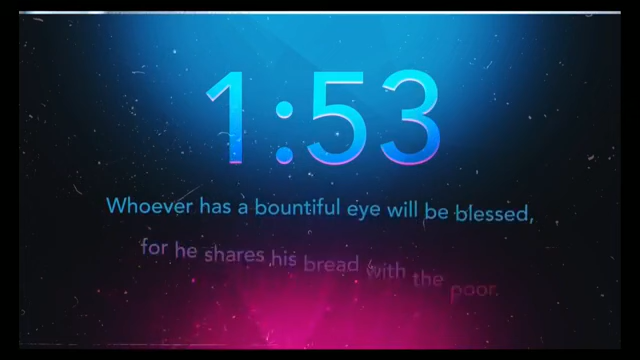 1:53
Whoever has a bountiful eye will be blessed,
for he shares his bread with the poor.